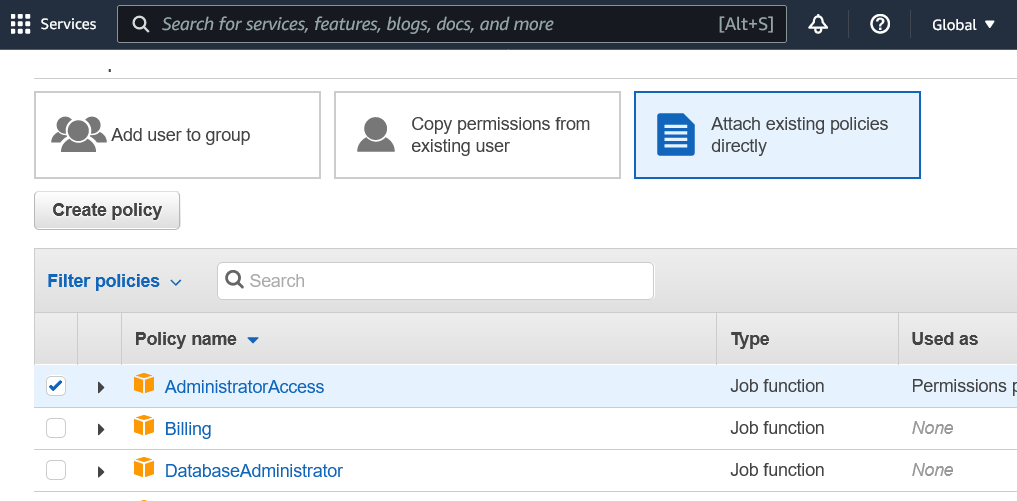 Services
Search for services, features, blogs, docs, and more
[Alt+S]
Global
Add user to group
Copy permissions from
existing user
Attach existing policies
directly
Create policy
Filter policies
Search
Policy name
Type
Used as
AdministratorAccess
Job function
Permissions
Billing
Job function
None
DatabaseAdministrator
Job function
None